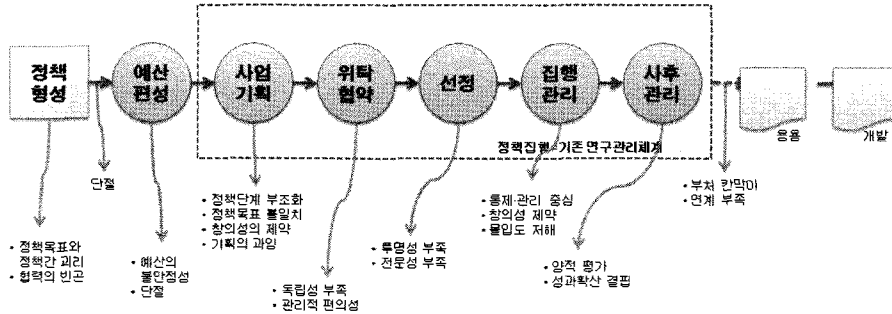 정책
형성
예산
편성
사업
기획
위탁
협약
선정
집행
관리
사후
관리
정책집행-기존 연구관리체계
응용
개발
단절
• 정책목표와
정책간 괴리
• 협력의 빈곤
• 예산의
불안정성
• 단절
• 정책단계 부조화
• 정책목표 불일치
• 창의성의 제약
• 기획의 과잉
• 독립성 부족
• 관리적 편의성
• 투명성 부족
• 전문성 부족
• 통제·관리 중심
• 창의성 제약
• 몰입도 저해
• 양적 평가
• 성과확산 결핍
• 부처 칸막이
• 연계 부족